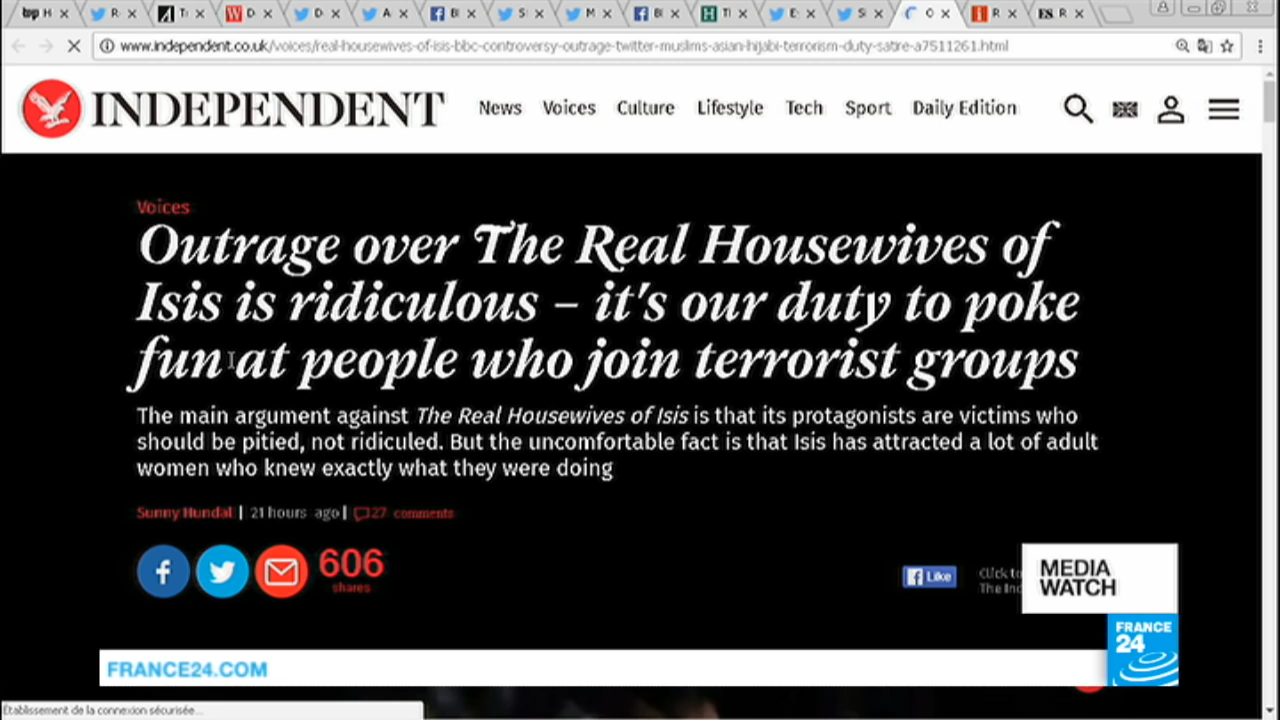 www.independent.co.uk/voices/real-housewives-of-isis-bbc-controversy-outrage-twitter-muslims-asian-hijabi-terrorism-duty-satire-a7511261.html
INDEPENDENT
News Voices Culture Lifestyle Tech Sport Daily Edition
Voices
Outrage over The Real Housewives of
Isis is ridiculous – it's our duty to poke
fun at people who join terrorist groups
The main argument against The Real Housewives of Isis is that its protagonists are victims who
should be pitied, not ridiculed. But the uncomfortable fact is that Isis has attracted a lot of adult
women who knew exactly what they were doing
Sunny Hundal | 21 hours ago | 27 comments
606
shares
Like
Click to
The Ind
MEDIA
WATCH
FRANCE
24
FRANCE24.COM
Établissement de la connexion sécurisée...